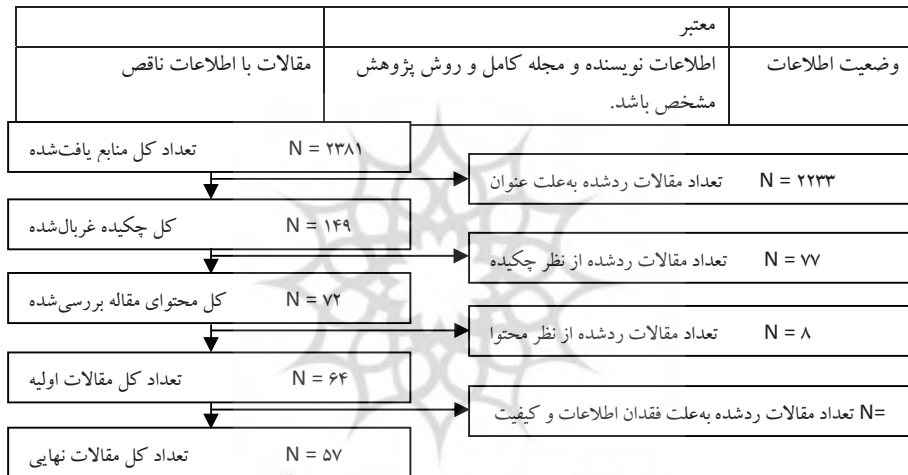 معتبر
وضعیت اطلاعات
اطلاعات نویسنده و مجله کامل و روش پژوهش
مشخص باشد.
مقالات با اطلاعات ناقص
تعداد کل منابع یافت‌شده N = ۲۳۸۱
تعداد مقالات ردشده به‌علت عنوان N = ۲۲۳۳
کل چکیده غربال‌شده N = ۱۴۹
تعداد مقالات ردشده از نظر چکیده N = ۷۷
کل محتوای مقاله بررسی‌شده N = ۷۲
تعداد مقالات ردشده از نظر محتوا N = ۸
تعداد کل مقالات اولیه N = ۶۴
N= تعداد مقالات ردشده به‌علت فقدان اطلاعات و کیفیت
تعداد کل مقالات نهایی N = ۵۷